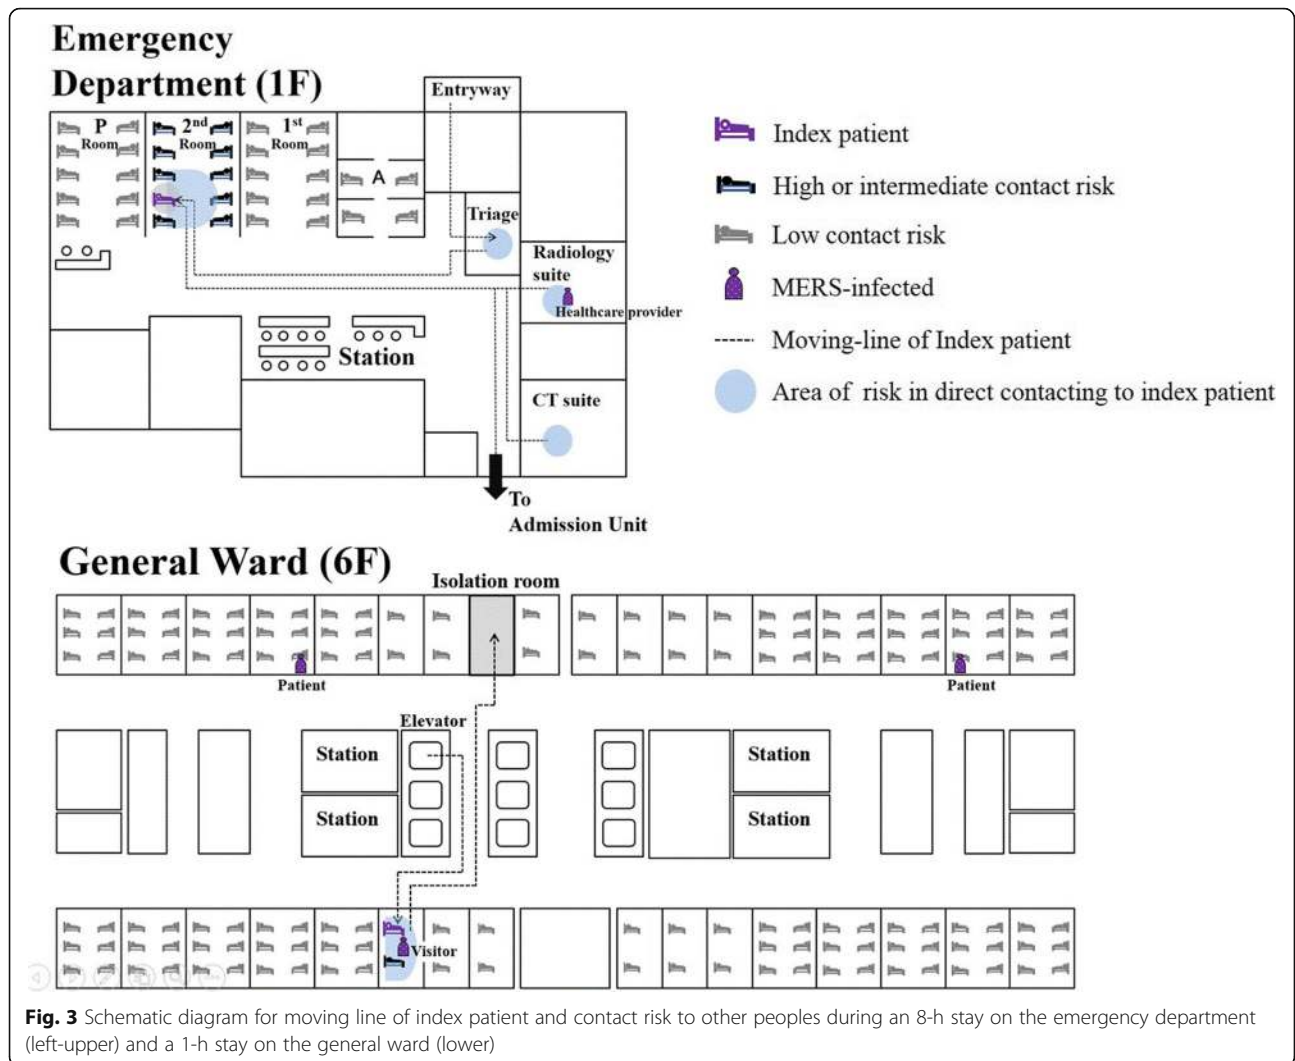 Emergency
Department (1F)
Entryway
P
Room
2nd
Room
1st
Room
A
Triage
Radiology
suite
Healthcare provider
Station
CT suite
To
Admission Unit
Index patient
High or intermediate contact risk
Low contact risk
MERS-infected
Moving-line of Index patient
Area of risk in direct contacting to index patient
General Ward (6F)
Isolation room
Patient
Patient
Elevator
Station
Station
Station
Station
Visitor
Fig. 3 Schematic diagram for moving line of index patient and contact risk to other peoples during an 8-h stay on the emergency department
(left-upper) and a 1-h stay on the general ward (lower)